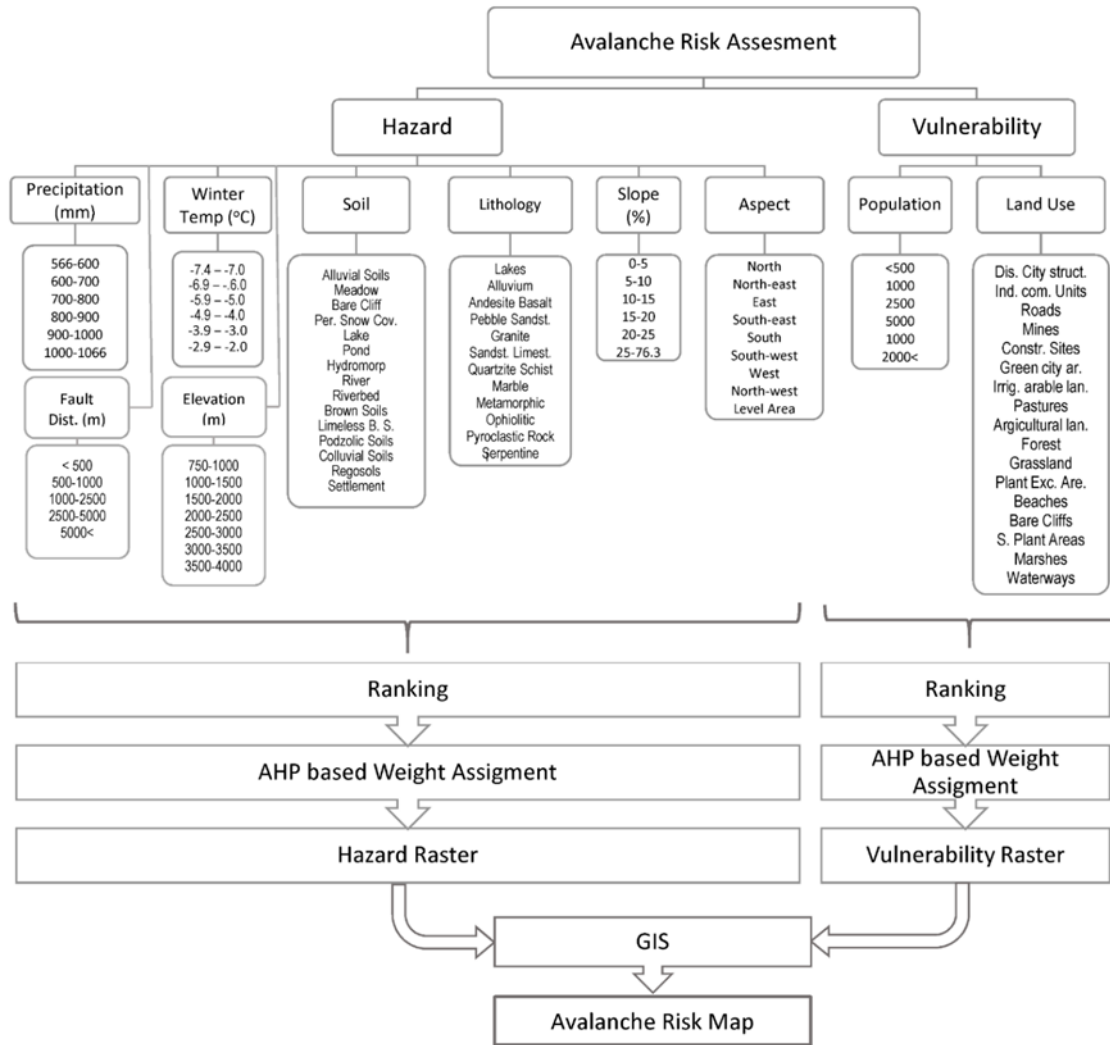 Avalanche Risk Assesment
Hazard
Vulnerability
Precipitation
(mm)
566-600
600-700
700-800
800-900
900-1000
1000-1066
Fault
Dist. (m)
< 500
500-1000
1000-2500
2500-5000
5000<
Winter
Temp (°C)
-7.4 – -7.0
-6.9 – -.6.0
-5.9 – -5.0
-4.9 – -4.0
-3.9 – -3.0
-2.9 – -2.0
Elevation
(m)
750-1000
1000-1500
1500-2000
2000-2500
2500-3000
3000-3500
3500-4000
Soil
Alluvial Soils
Meadow
Bare Cliff
Per. Snow Cov.
Lake
Pond
Hydromorp
River
Riverbed
Brown Soils
Limeless B. S.
Podzolic Soils
Colluvial Soils
Regosols
Settlement
Lithology
Lakes
Alluvium
Andesite Basalt
Pebble Sandst.
Granite
Sandst. Limest.
Quartzite Schist
Marble
Metamorphic
Ophiolitic
Pyroclastic Rock
Şerpentine
Slope
(%)
0-5
5-10
10-15
15-20
20-25
25-76.3
Aspect
North
North-east
East
South-east
South
South-west
West
North-west
Level Area
Population
<500
1000
2500
5000
1000
2000<
Land Use
Dis. City struct.
Ind. com. Units
Roads
Mines
Constr. Sites
Green city ar.
Irrig. arable lan.
Pastures
Argicultural lan.
Forest
Grassland
Plant Exc. Are.
Beaches
Bare Cliffs
S. Plant Areas
Marshes
Waterways
Ranking
AHP based Weight Assigment
Hazard Raster
Ranking
AHP based Weight
Assigment
Vulnerability Raster
GIS
Avalanche Risk Map